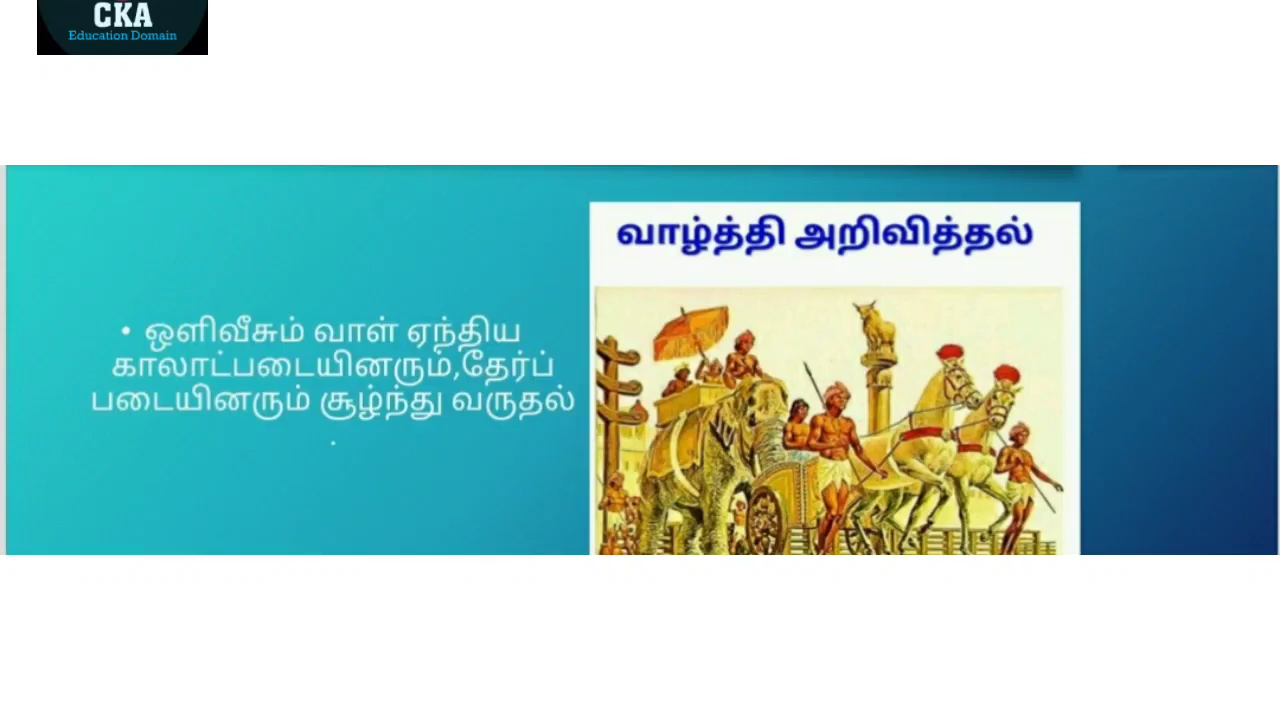 CKA
Education Domain
வாழ்த்தி அறிவித்தல்
• ஒளிவீசும் வாள் ஏந்திய
காலாட்படையினரும்,தேர்ப்
படையினரும் சூழ்ந்து வருதல்
.